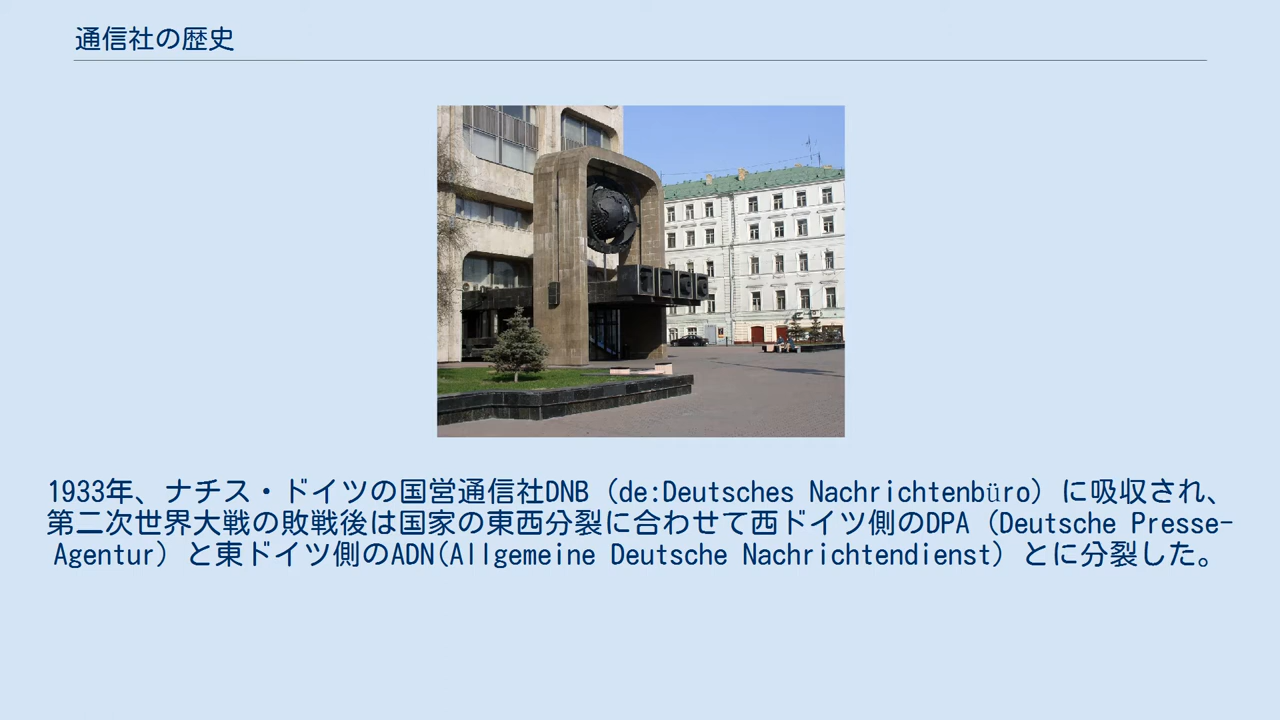 通信社の歴史
1933年、ナチス・ドイツの国営通信社DNB（de:Deutsches Nachrichtenbüro）に吸収され、
第二次世界大戦の敗戦後は国家の東西分裂に合わせて西ドイツ側のDPA（Deutsche Presse-
Agentur）と東ドイツ側のADN(Allgemeine Deutsche Nachrichtendienst）とに分裂した。